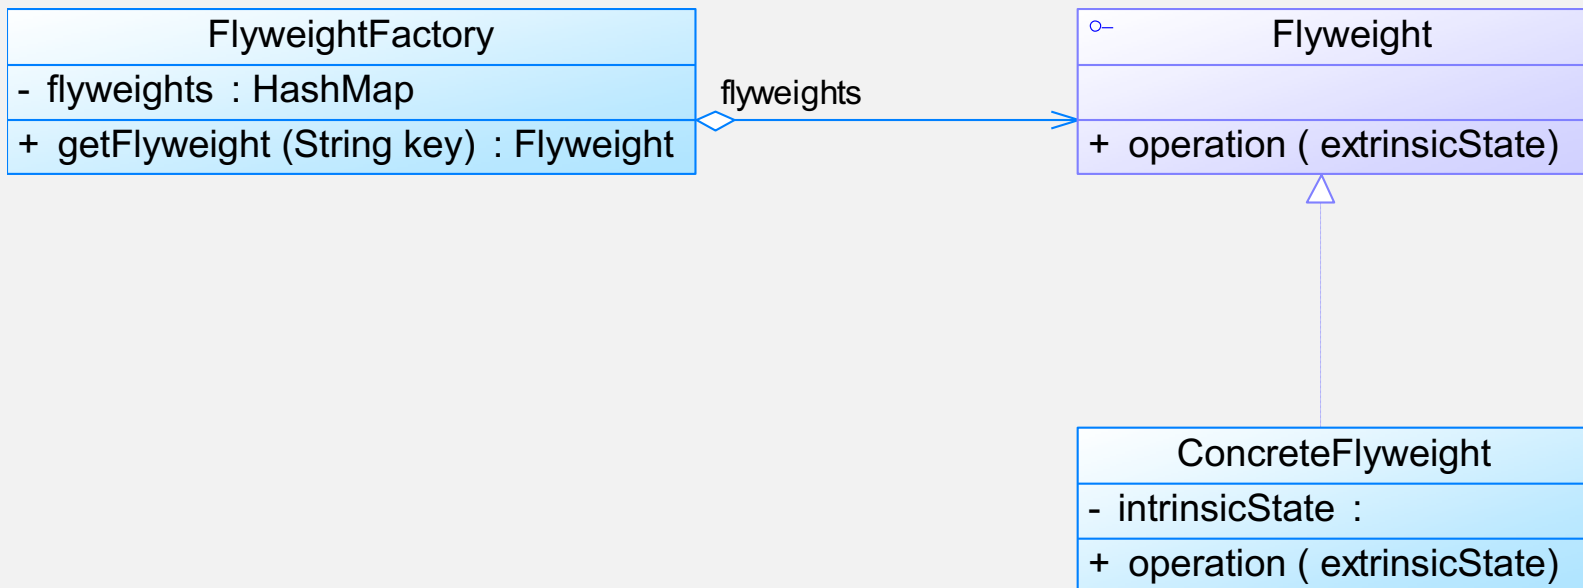 FlyweightFactory
- flyweights : HashMap
+ getFlyweight (String key) : Flyweight
flyweights
Flyweight
+ operation ( extrinsicState)
ConcreteFlyweight
- intrinsicState :
+ operation ( extrinsicState)